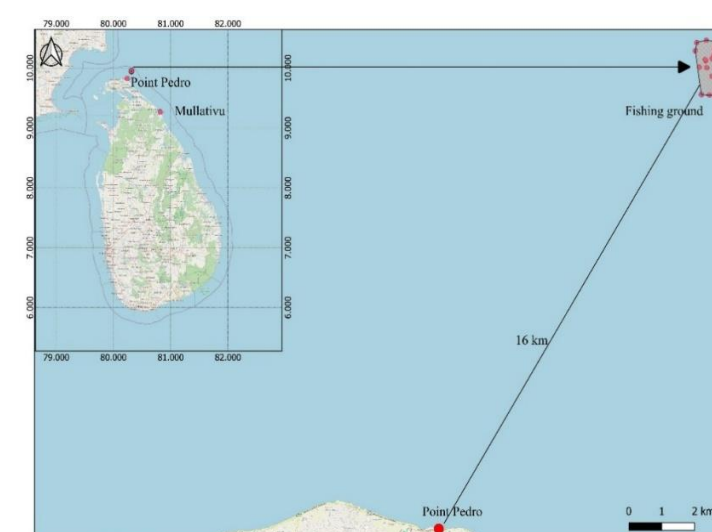 79.000 80.000 81.000 82.000
10.000 10.000
Point Pedro
Mullativu
Fishing ground
9.000 9.000
8.000 8.000
7.000 7.000
6.000 6.000
79.000 80.000 81.000 82.000
16 km
Point Pedro
0 1 2 km